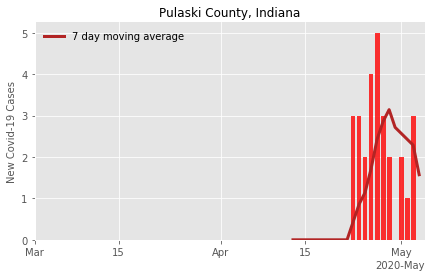 Pulaski County, Indiana
7 day moving average
New Covid-19 Cases
5
4
3
2
1
0
Mar 15 Apr 15 May
2020-May